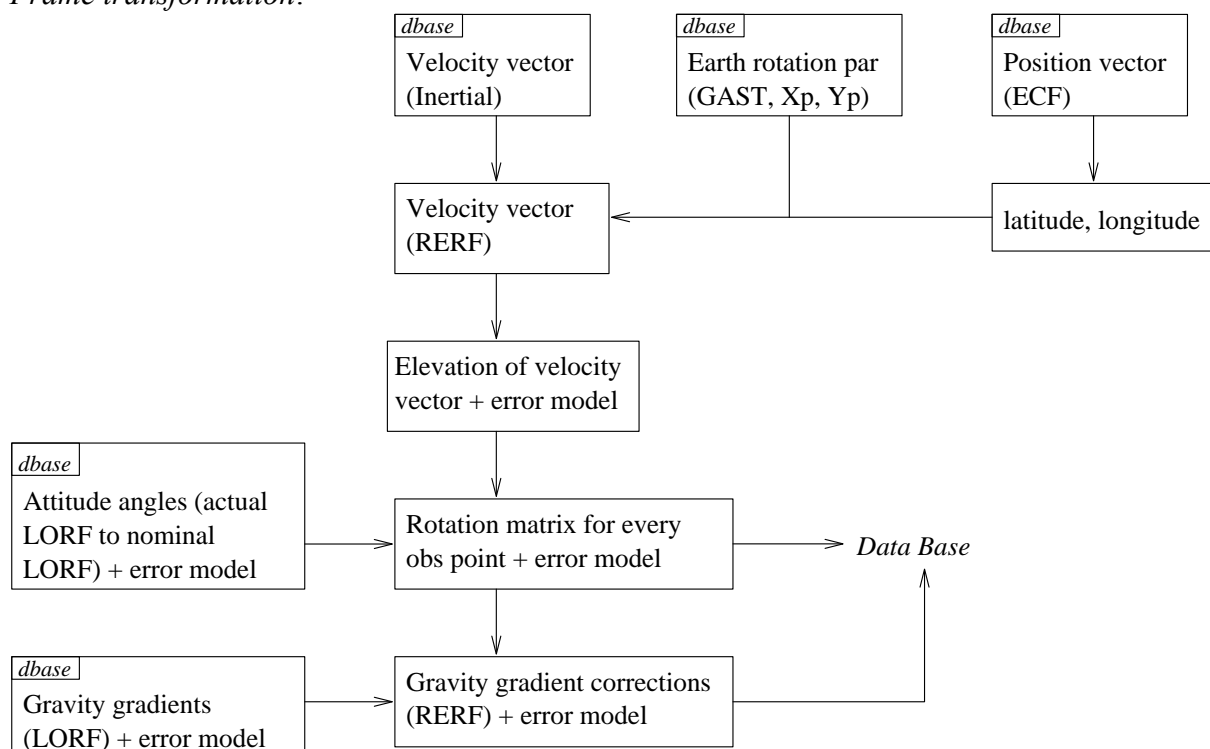 Frame transformation:
dbase
Velocity vector
(Inertial)
dbase
Earth rotation par
(GAST, Xp, Yp)
dbase
Position vector
(ECF)
Velocity vector
(RERF)
latitude, longitude
Elevation of velocity
vector + error model
dbase
Attitude angles (actual
LORF to nominal
LORF) + error model
Rotation matrix for every
obs point + error model
Data Base
dbase
Gravity gradients
(LORF) + error model
Gravity gradient corrections
(RERF) + error model